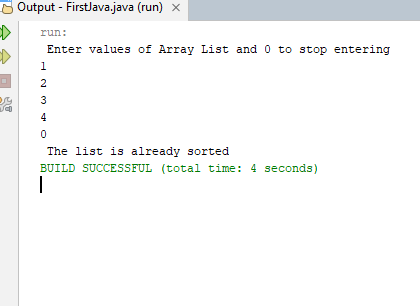 Output - FirstJava.java (run) ×
run:
Enter values of Array List and 0 to stop entering
1
2
3
4
0
The list is already sorted
BUILD SUCCESSFUL (total time: 4 seconds)